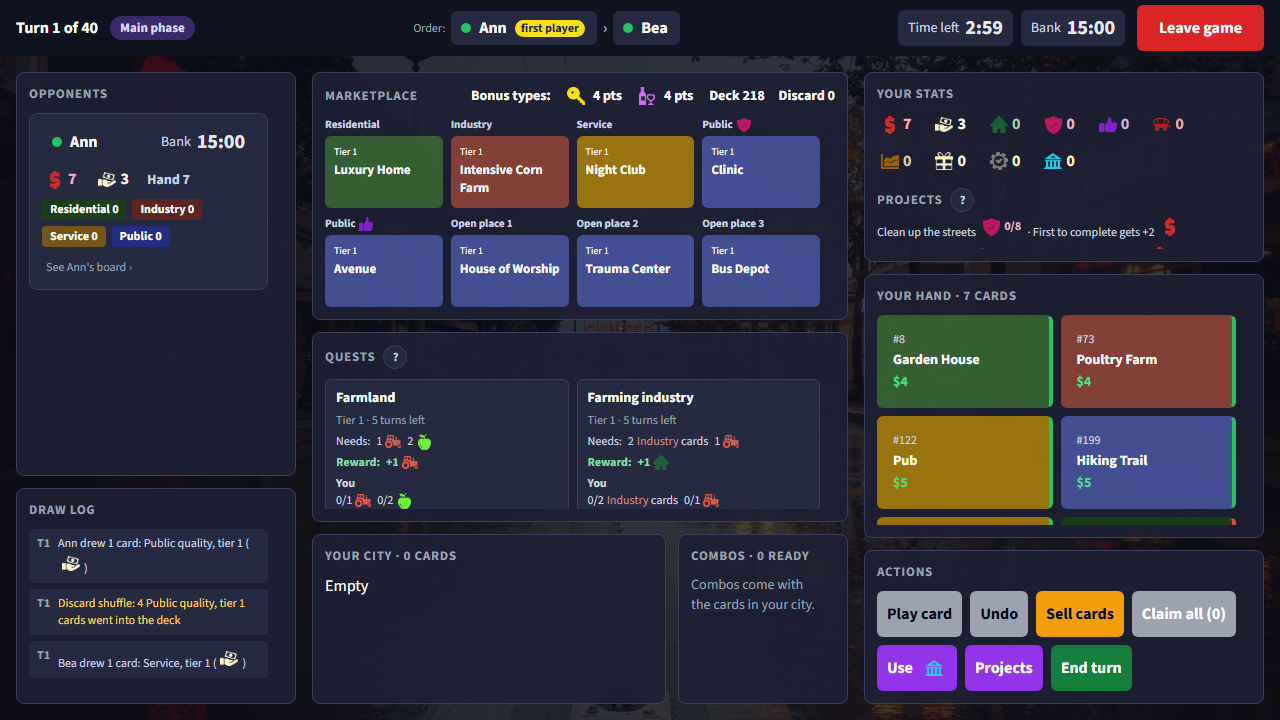 Turn 1 of 40 Main phase
Order: Ann first player › Bea
Time left 2:59 Bank 15:00 Leave game
OPPONENTS
Ann Bank 15:00
7 3 Hand 7
Residential 0 Industry 0
Service 0 Public 0
See Ann's board ›
DRAW LOG
T1 Ann drew 1 card: Public quality, tier 1 (
)
T1 Discard shuffle: 4 Public quality, tier 1
cards went into the deck
T1 Bea drew 1 card: Service, tier 1 ( )
MARKETPLACE Bonus types: 4 pts 4 pts Deck 218 Discard 0
Residential Industry Service Public
Tier 1 Tier 1 Tier 1 Tier 1
Luxury Home Intensive Corn Night Club Clinic
Farm
Public Open place 1 Open place 2 Open place 3
Tier 1 Tier 1 Tier 1 Tier 1
Avenue House of Worship Trauma Center Bus Depot
QUESTS ?
Farmland
Tier 1 · 5 turns left
Needs: 1 2
Reward: +1
You
0/1 0/2
Farming industry
Tier 1 · 5 turns left
Needs: 2 Industry cards 1
Reward: +1
You
0/2 Industry cards 0/1
YOUR CITY · 0 CARDS
Empty
COMBOS · 0 READY
Combos come with
the cards in your city.
YOUR STATS
$ 7 3 0 0 0 0
0 0 0 0
PROJECTS ?
Clean up the streets 0/8 · First to complete gets +2 $
YOUR HAND · 7 CARDS
#8
Garden House
$4
#73
Poultry Farm
$4
#122
Pub
$5
#199
Hiking Trail
$5
ACTIONS
Play card Undo Sell cards Claim all (0)
Use Projects End turn